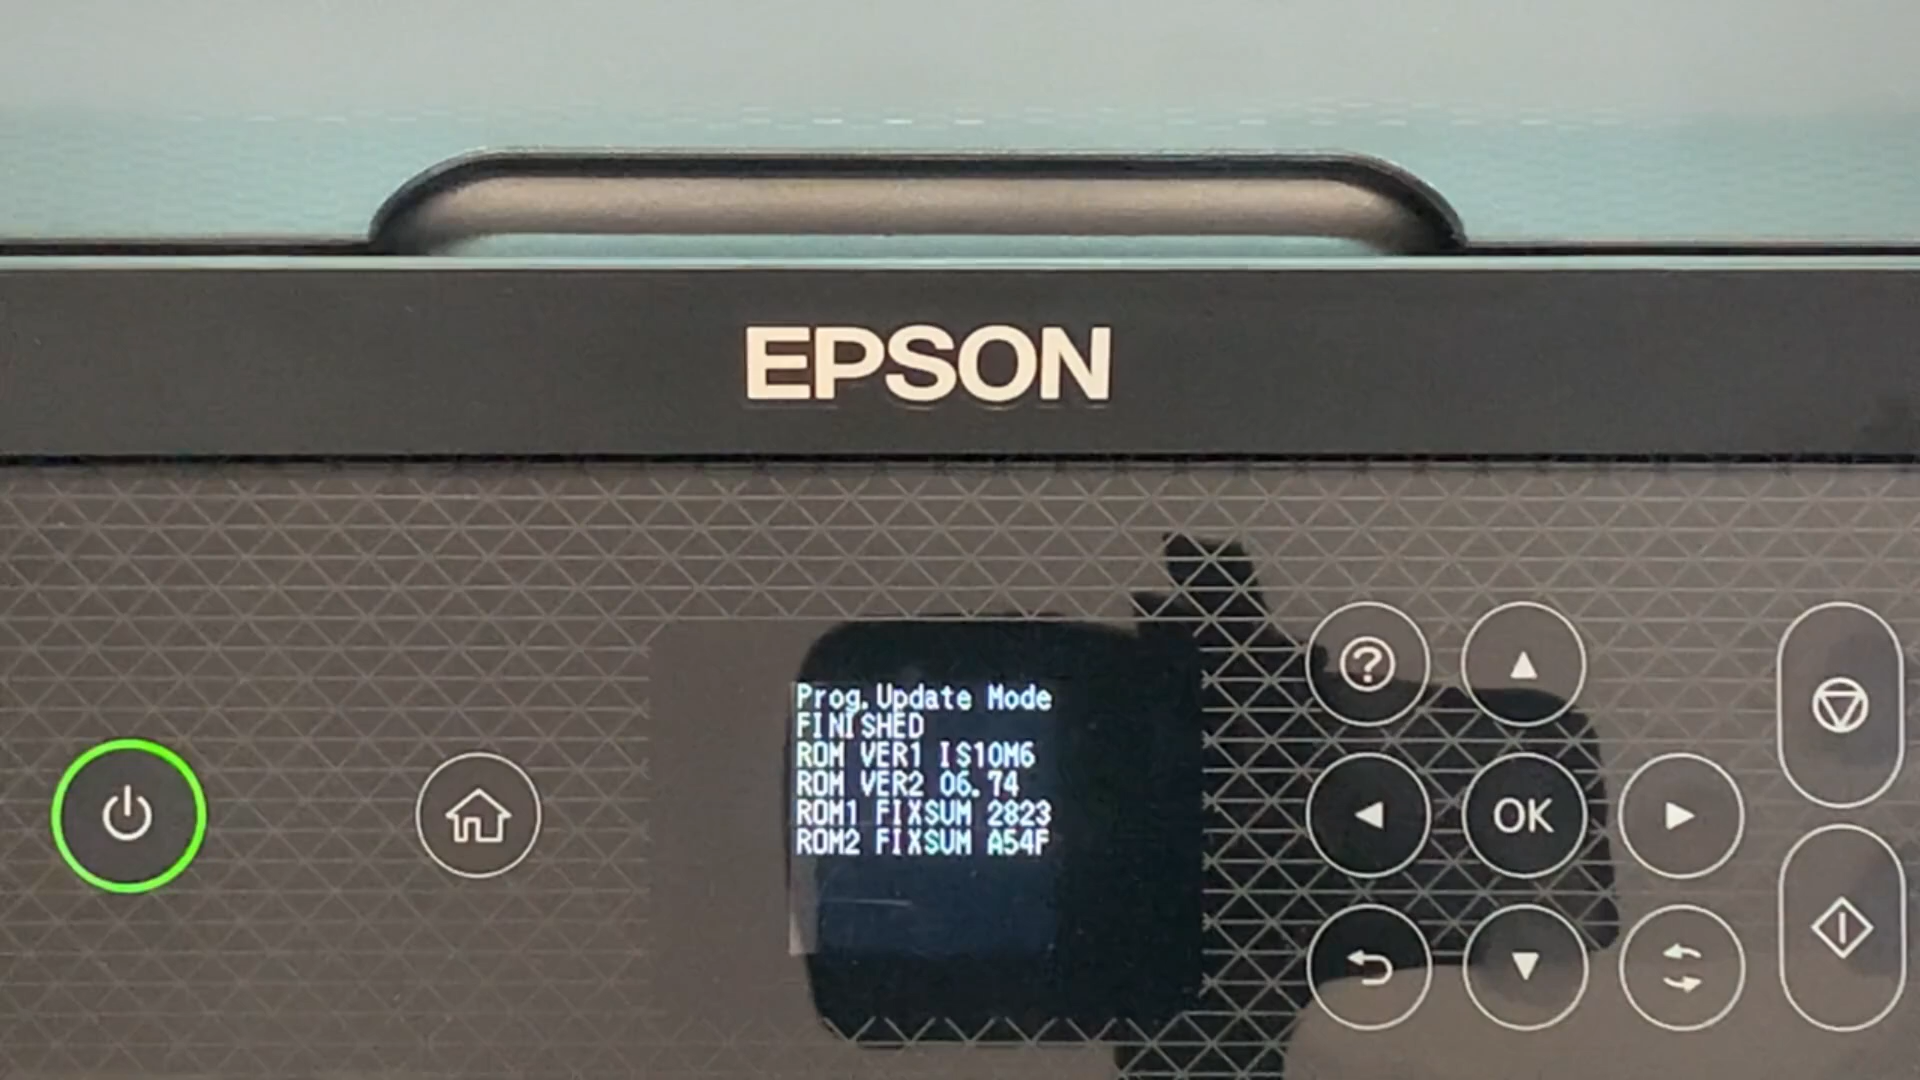 EPSON
Prog.Update Mode
FINISHED
ROM VER1 IS10M6
ROM VER2 06.74
ROM1 FIXSUM 2823
ROM2 FIXSUM A54F
?
OK